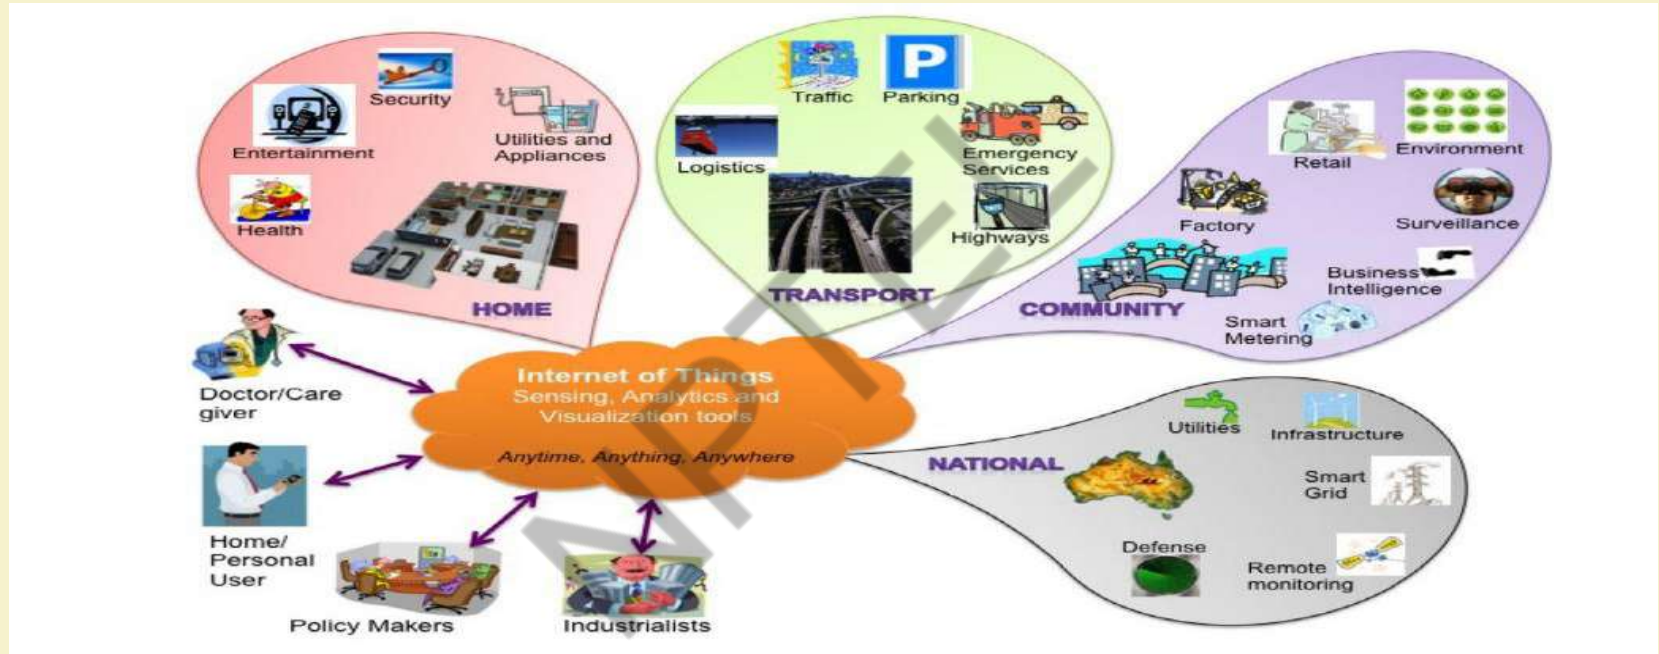 Security
Entertainment
Utilities and
Appliances
Health
HOME
Traffic
P
Parking
Logistics
Emergency
Services
Highways
TRANSPORT
Retail
Environment
Factory
Surveillance
Business
Intelligence
COMMUNITY
Smart
Metering
Internet of Things
Sensing, Analytics and
Visualization tools
Anytime, Anything, Anywhere
Doctor/Care
giver
Home/
Personal
User
Policy Makers
Industrialists
NATIONAL
Utilities
Infrastructure
Smart
Grid
Defense
Remote
monitoring
NPTEL